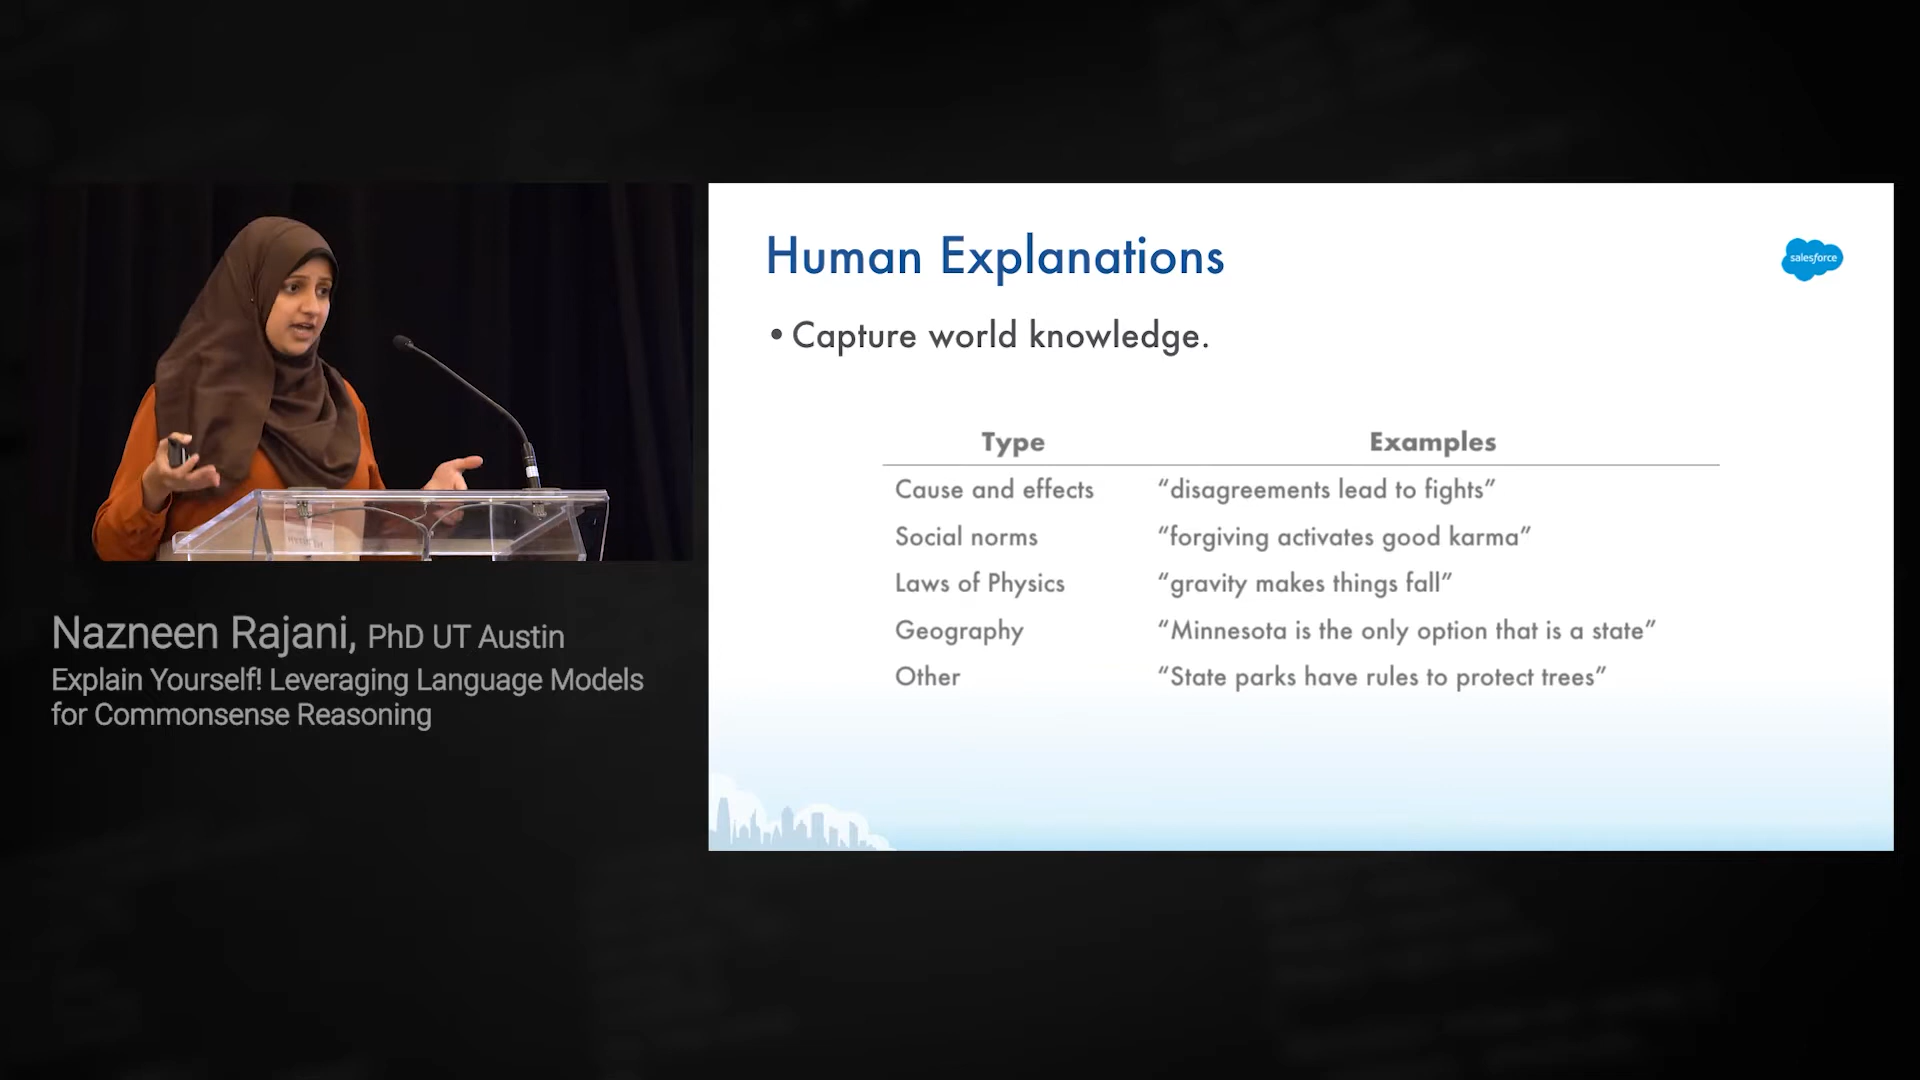 Human Explanations
salesforce
• Capture world knowledge.
Type Examples
Cause and effects “disagreements lead to fights”
Social norms “forgiving activates good karma”
Laws of Physics “gravity makes things fall”
Geography “Minnesota is the only option that is a state”
Other “State parks have rules to protect trees”
Nazneen Rajani, PhD UT Austin
Explain Yourself! Leveraging Language Models
for Commonsense Reasoning